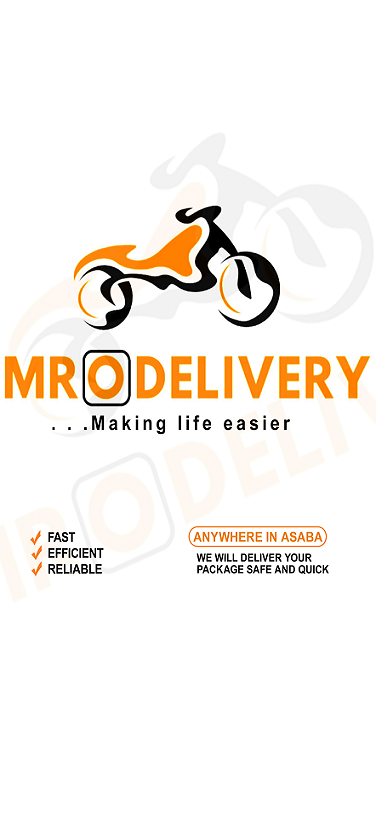 MRODELIVERY
. . .Making life easier
FAST
EFFICIENT
RELIABLE
ANYWHERE IN ASABA
WE WILL DELIVER YOUR
PACKAGE SAFE AND QUICK